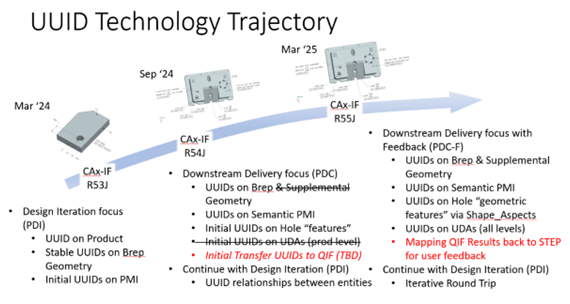 UUID Technology Trajectory
Mar '24
Sep '24
Mar '25
CAx-IF
R53J
CAx-IF
R54J
CAx-IF
R55J
• Design Iteration focus
(PDI)
• UUID on Product
• Stable UUIDs on Brep
Geometry
• Initial UUIDs on PMI
Downstream Delivery focus (PDC)
• UUIDs on Brep & Supplemental
Geometry
• UUIDs on Semantic PMI
• Initial UUIDs on Hole “features”
• Initial UUIDs on UDAs (prod level)
• Initial Transfer UUIDs to QIF (TBD)
• Continue with Design Iteration (PDI)
• UUID relationships between entities
• Downstream Delivery focus with
Feedback (PDC-F)
• UUIDs on Brep & Supplemental
Geometry
• UUIDs on Semantic PMI
• UUIDs on Hole “geometric
features” via Shape_Aspects
• UUIDs on UDAs (all levels)
• Mapping QIF Results back to STEP
for user feedback
• Continue with Design Iteration (PDI)
• Iterative Round Trip